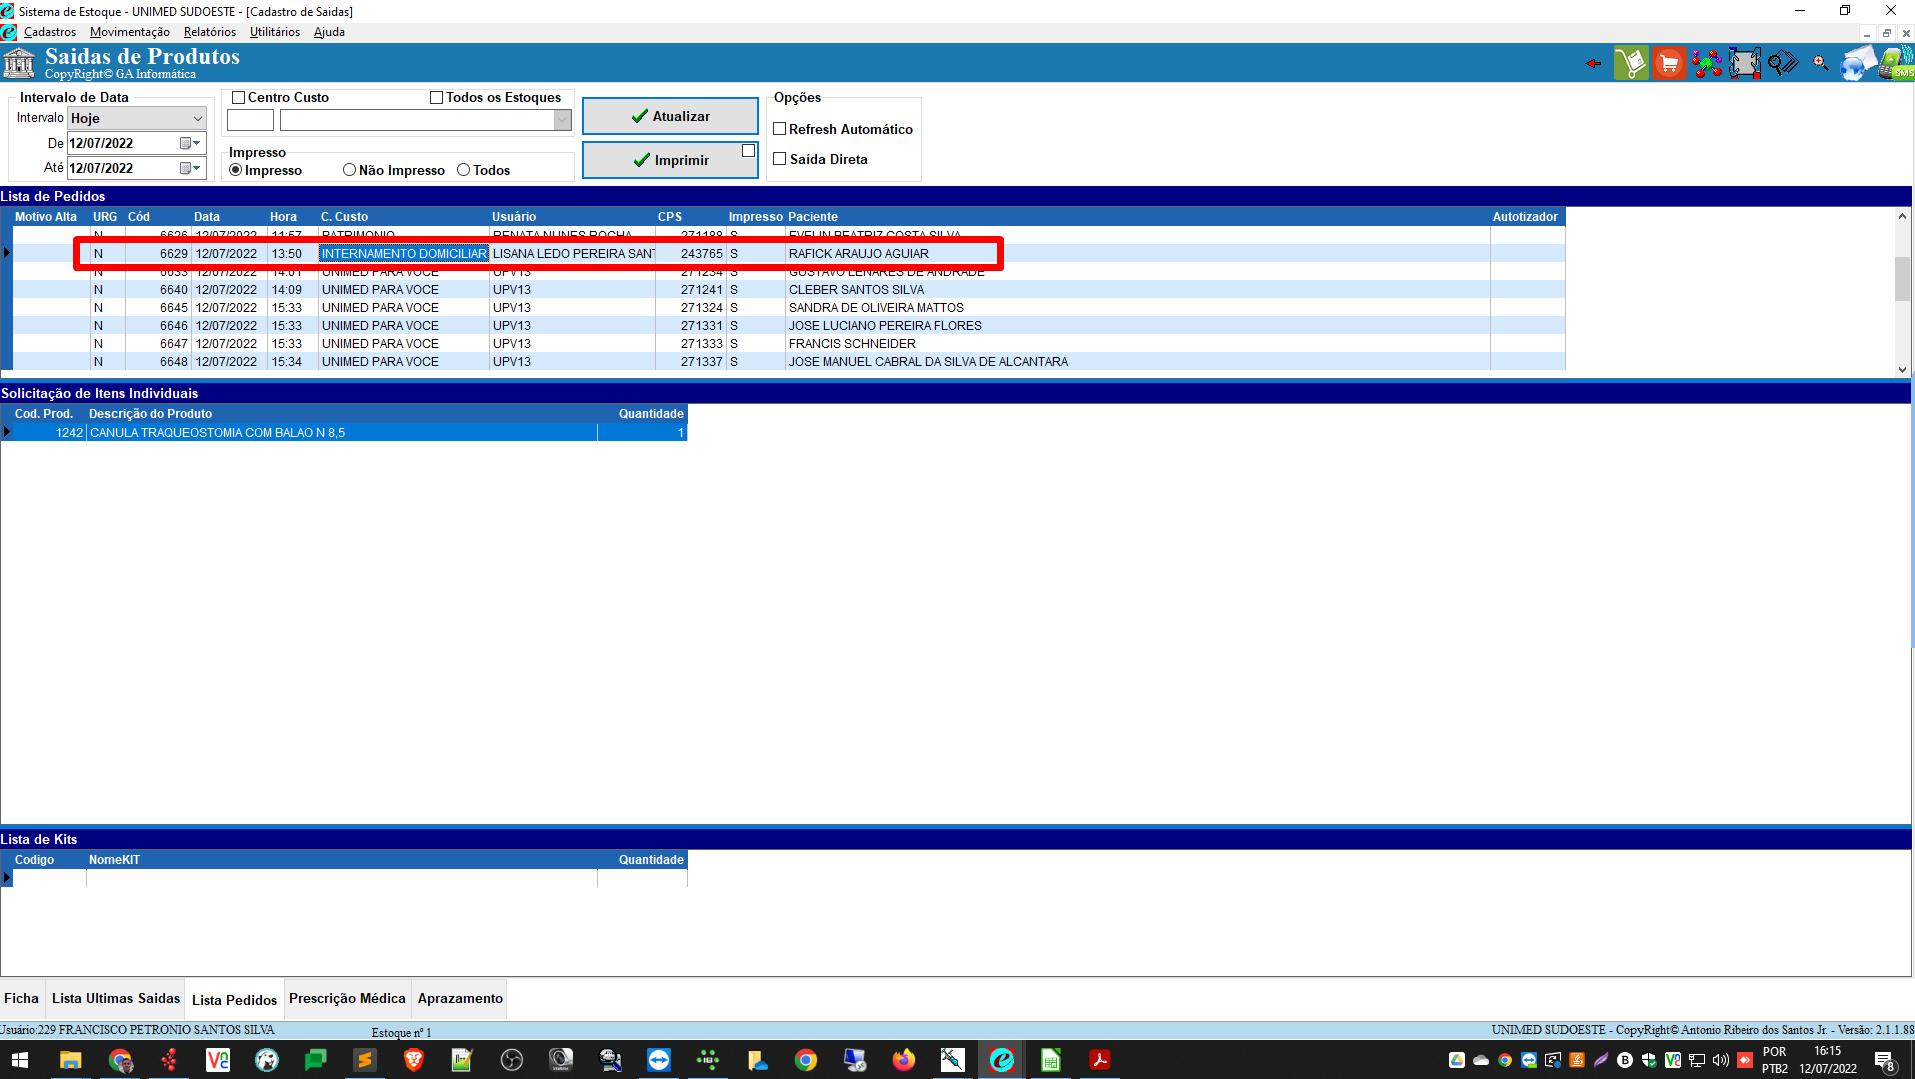 Sistema de Estoque - UNIMED SUDOESTE - [Cadastro de Saidas]
Cadastros Movimentação Relatórios Utilitários Ajuda
Saidas de Produtos
CopyRight© GA Informática
SMS
Intervalo de Data
Intervalo Hoje
De 12/07/2022
Até 12/07/2022
Centro Custo Todos os Estoques
Impresso
Impresso Não Impresso Todos
Atualizar
Imprimir
Opções
Refresh Automático
Saída Direta
Lista de Pedidos
Motivo Alta URG Cód Data Hora C. Custo Usuário CPS Impresso Paciente Autotizador
N 6626 12/07/2022 11:57 PATRIMONIO RENATA NUNES ROCHA 271188 S EVELIN BEATRIZ COSTA SILVA
N 6629 12/07/2022 13:50 INTERNAMENTO DOMICILIAR LISANA LEDO PEREIRA SANT 243765 S RAFICK ARAUJO AGUIAR
N 6633 12/07/2022 14:01 UNIMED PARA VOCE UPV13 271234 S GUSTAVO LENARES DE ANDRADE
N 6640 12/07/2022 14:09 UNIMED PARA VOCE UPV13 271241 S CLEBER SANTOS SILVA
N 6645 12/07/2022 15:33 UNIMED PARA VOCE UPV13 271324 S SANDRA DE OLIVEIRA MATTOS
N 6646 12/07/2022 15:33 UNIMED PARA VOCE UPV13 271331 S JOSE LUCIANO PEREIRA FLORES
N 6647 12/07/2022 15:33 UNIMED PARA VOCE UPV13 271333 S FRANCIS SCHNEIDER
N 6648 12/07/2022 15:34 UNIMED PARA VOCE UPV13 271337 S JOSE MANUEL CABRAL DA SILVA DE ALCANTARA
Solicitação de Itens Individuais
Cod. Prod. Descrição do Produto Quantidade
1242 CANULA TRAQUEOSTOMIA COM BALAO N 8,5 1
Lista de Kits
Codigo NomeKIT Quantidade
Ficha Lista Ultimas Saidas Lista Pedidos Prescrição Médica Aprazamento
Usuário:229 FRANCISCO PETRONIO SANTOS SILVA Estoque nº 1 UNIMED SUDOESTE - CopyRight© Antonio Ribeiro dos Santos Jr. - Versão: 2.1.1.88
POR 16:15
PTB2 12/07/2022 8